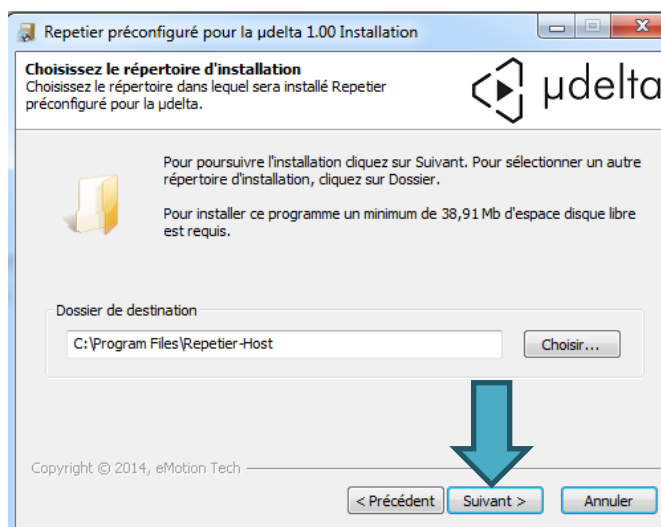 Repetier préconfiguré pour la µdelta 1.00 Installation
Choisissez le répertoire d'installation
Choisissez le répertoire dans lequel sera installé Repetier
préconfiguré pour la µdelta.
µdelta
Pour poursuivre l'installation cliquez sur Suivant. Pour sélectionner un autre
répertoire d'installation, cliquez sur Dossier.
Pour installer ce programme un minimum de 38,91 Mb d'espace disque libre
est requis.
Dossier de destination
C:\Program Files\Repetier-Host
Choisir...
Copyright © 2014, eMotion Tech
< Précédent
Suivant >
Annuler